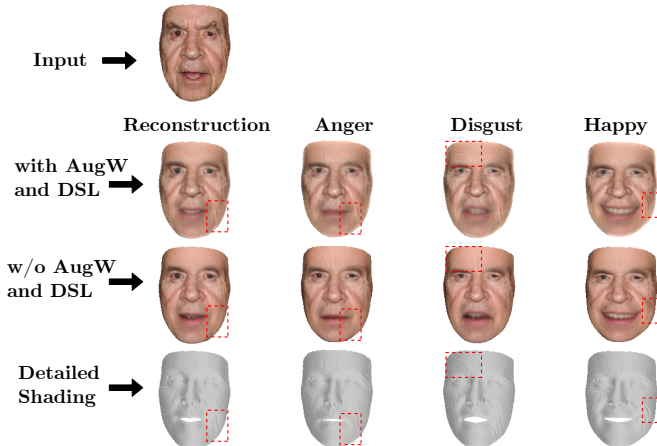 Input
Reconstruction Anger Disgust Happy
with AugW
and DSL
w/o AugW
and DSL
Detailed
Shading